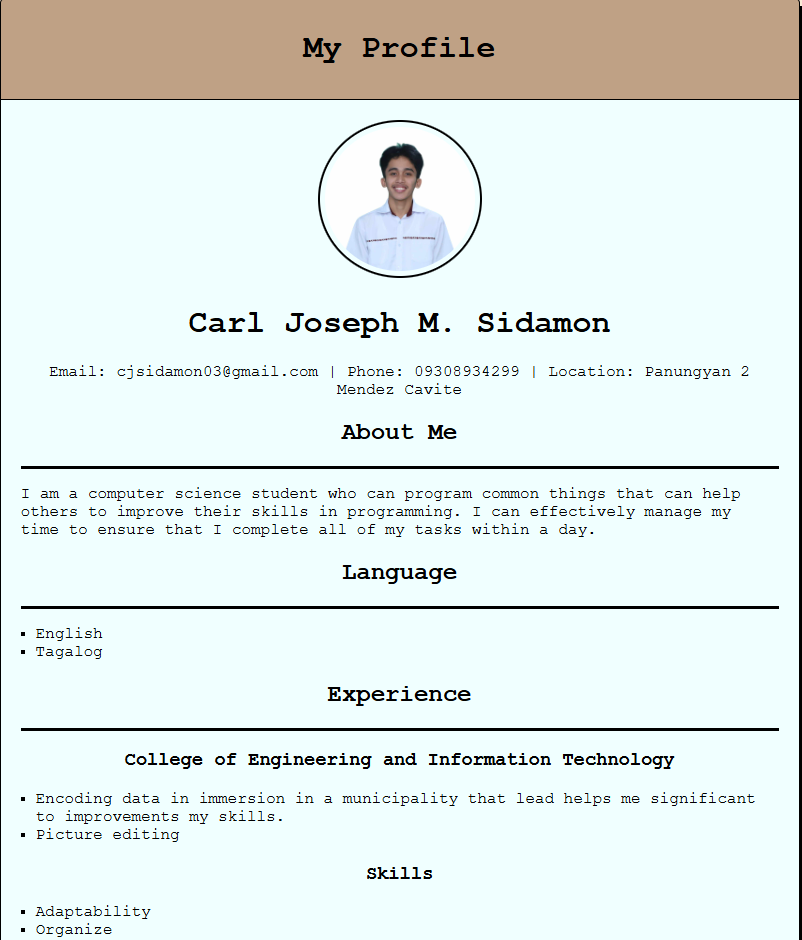 My Profile
Carl Joseph M. Sidamon
Email: cjsidamon03@gmail.com | Phone: 09308934299 | Location: Panungyan 2
Mendez Cavite
About Me
I am a computer science student who can program common things that can help
others to improve their skills in programming. I can effectively manage my
time to ensure that I complete all of my tasks within a day.
Language
▪ English
▪ Tagalog
Experience
College of Engineering and Information Technology
▪ Encoding data in immersion in a municipality that lead helps me significant
to improvements my skills.
▪ Picture editing
Skills
▪ Adaptability
▪ Organize